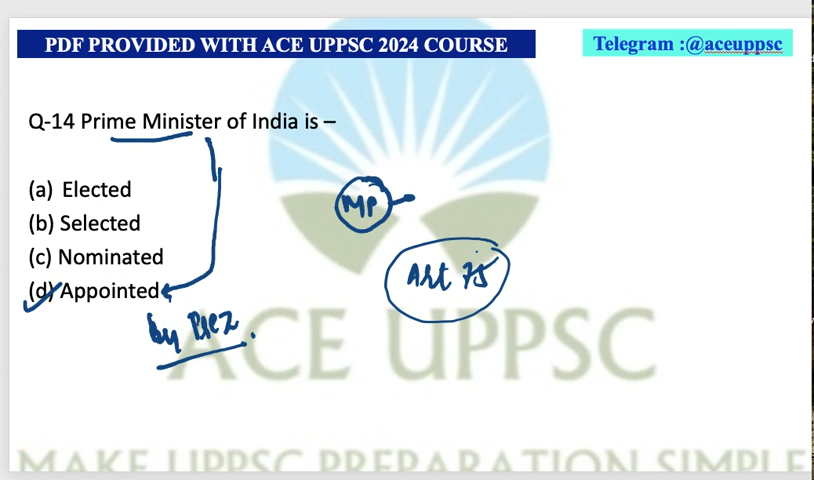 PDF PROVIDED WITH ACE UPPSC 2024 COURSE
Telegram :@aceuppsc
Q-14 Prime Minister of India is –
(a) Elected
(b) Selected
MP
(c) Nominated
Art 75
(d) Appointed
by Prez.
ACE UPPSC
MAKE UPPSC PREPARATION SIMPLE